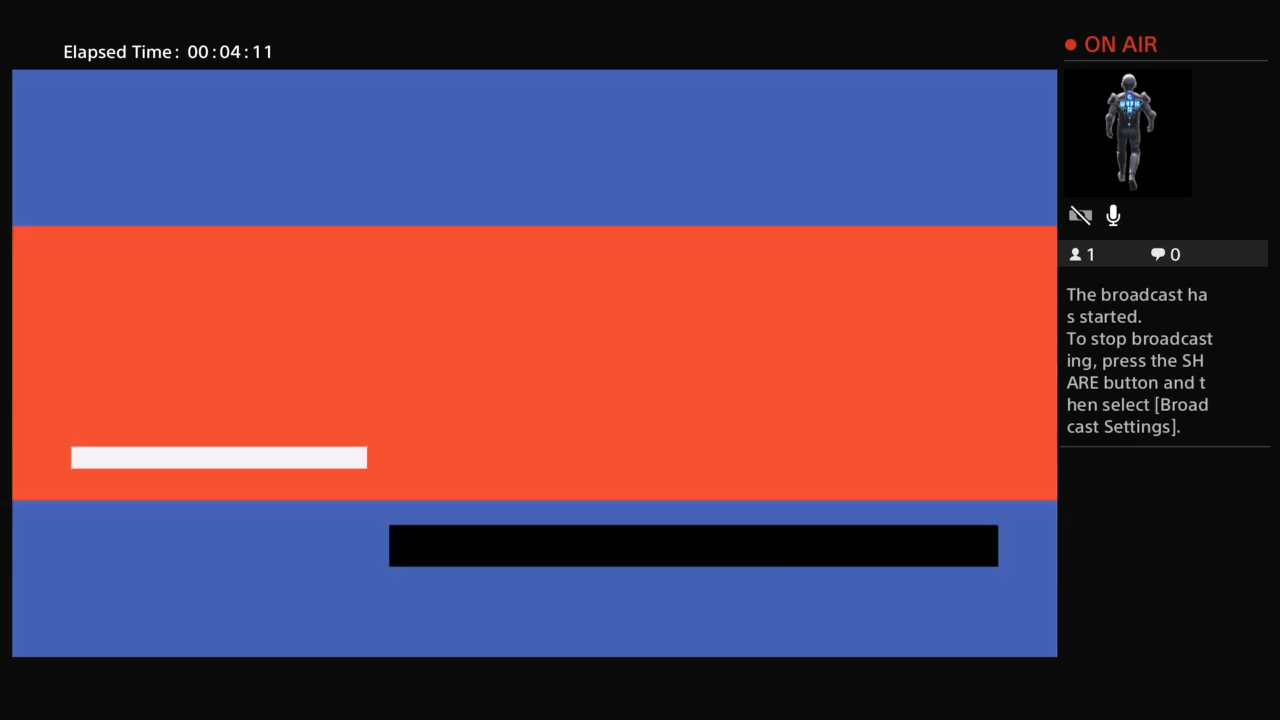 Elapsed Time: 00:04:11
ON AIR
1
0
The broadcast ha
s started.
To stop broadcast
ing, press the SH
ARE button and t
hen select [Broad
cast Settings].